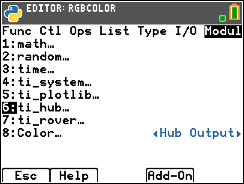 EDITOR: RGBCOLOR
Func Ctl Ops List Type I/O Modul
1:math…
2:random…
3:time…
4:ti_system…
5:ti_plotlib…
6:ti_hub…
7:ti_rover…
8:Color… ◂Hub Output▸
Esc Help Add-On